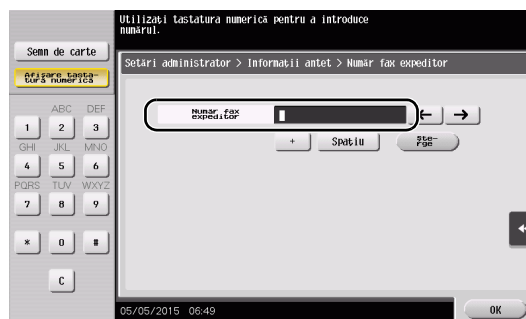 Utilizați tastatura numerică pentru a introduce
numărul.
Semn de carte
Afișare tasta-
tură numerică
Setări administrator > Informații antet > Număr fax expeditor
Număr fax
expeditor
← →
+ Spațiu Şte-
rge
ABC DEF
1 2 3
GHI JKL MNO
4 5 6
PQRS TUV WXYZ
7 8 9
* 0 #
C
05/05/2015 06:49
OK